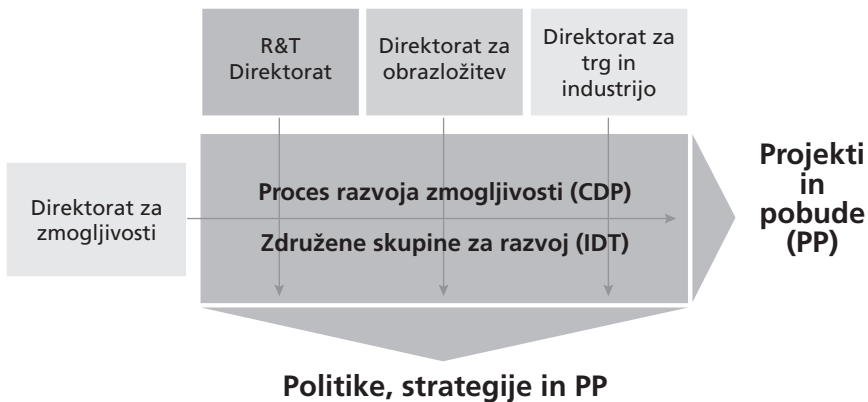 R&T
Direktorat
Direktorat za
obrazložitev
Direktorat za
trg in
industrijo
Direktorat za
zmogljivosti
Proces razvoja zmogljivosti (CDP)
Združene skupine za razvoj (IDT)
Projekti
in
pobude
(PP)
Politike, strategije in PP